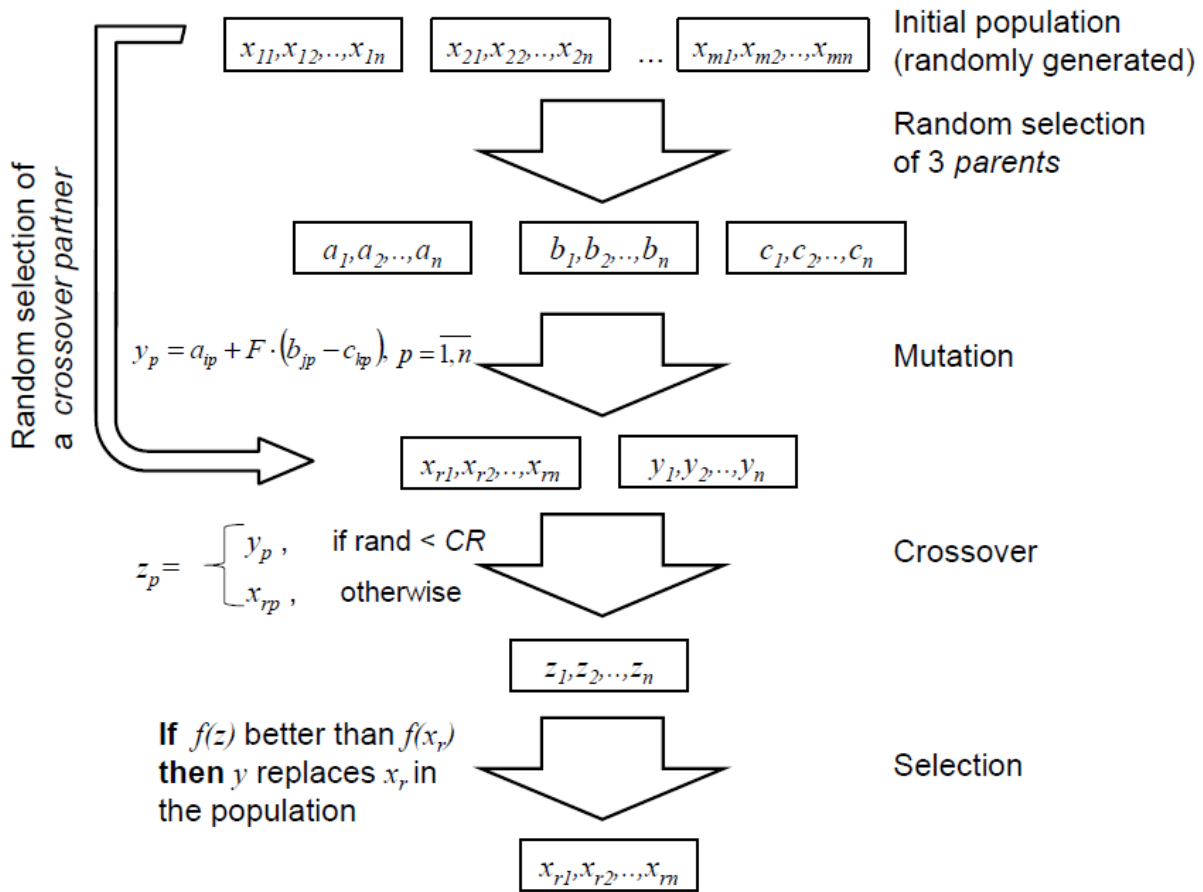 x11,x12,..,x1n
x21,x22,..,x2n
...
xm1,xm2,..,xmn
Initial population
(randomly generated)
Random selection
of 3 parents
Random selection of
a crossover partner
a1,a2,..,an
b1,b2,..,bn
c1,c2,..,cn
yp = aip + F·(bjp − ckp), p = 1,n
Mutation
xr1,xr2,..,xrn
y1,y2,..,yn
zp= { yp , if rand < CR
xrp , otherwise
Crossover
z1,z2,..,zn
If f(z) better than f(xr)
then y replaces xr in
the population
Selection
xr1,xr2,..,xrn